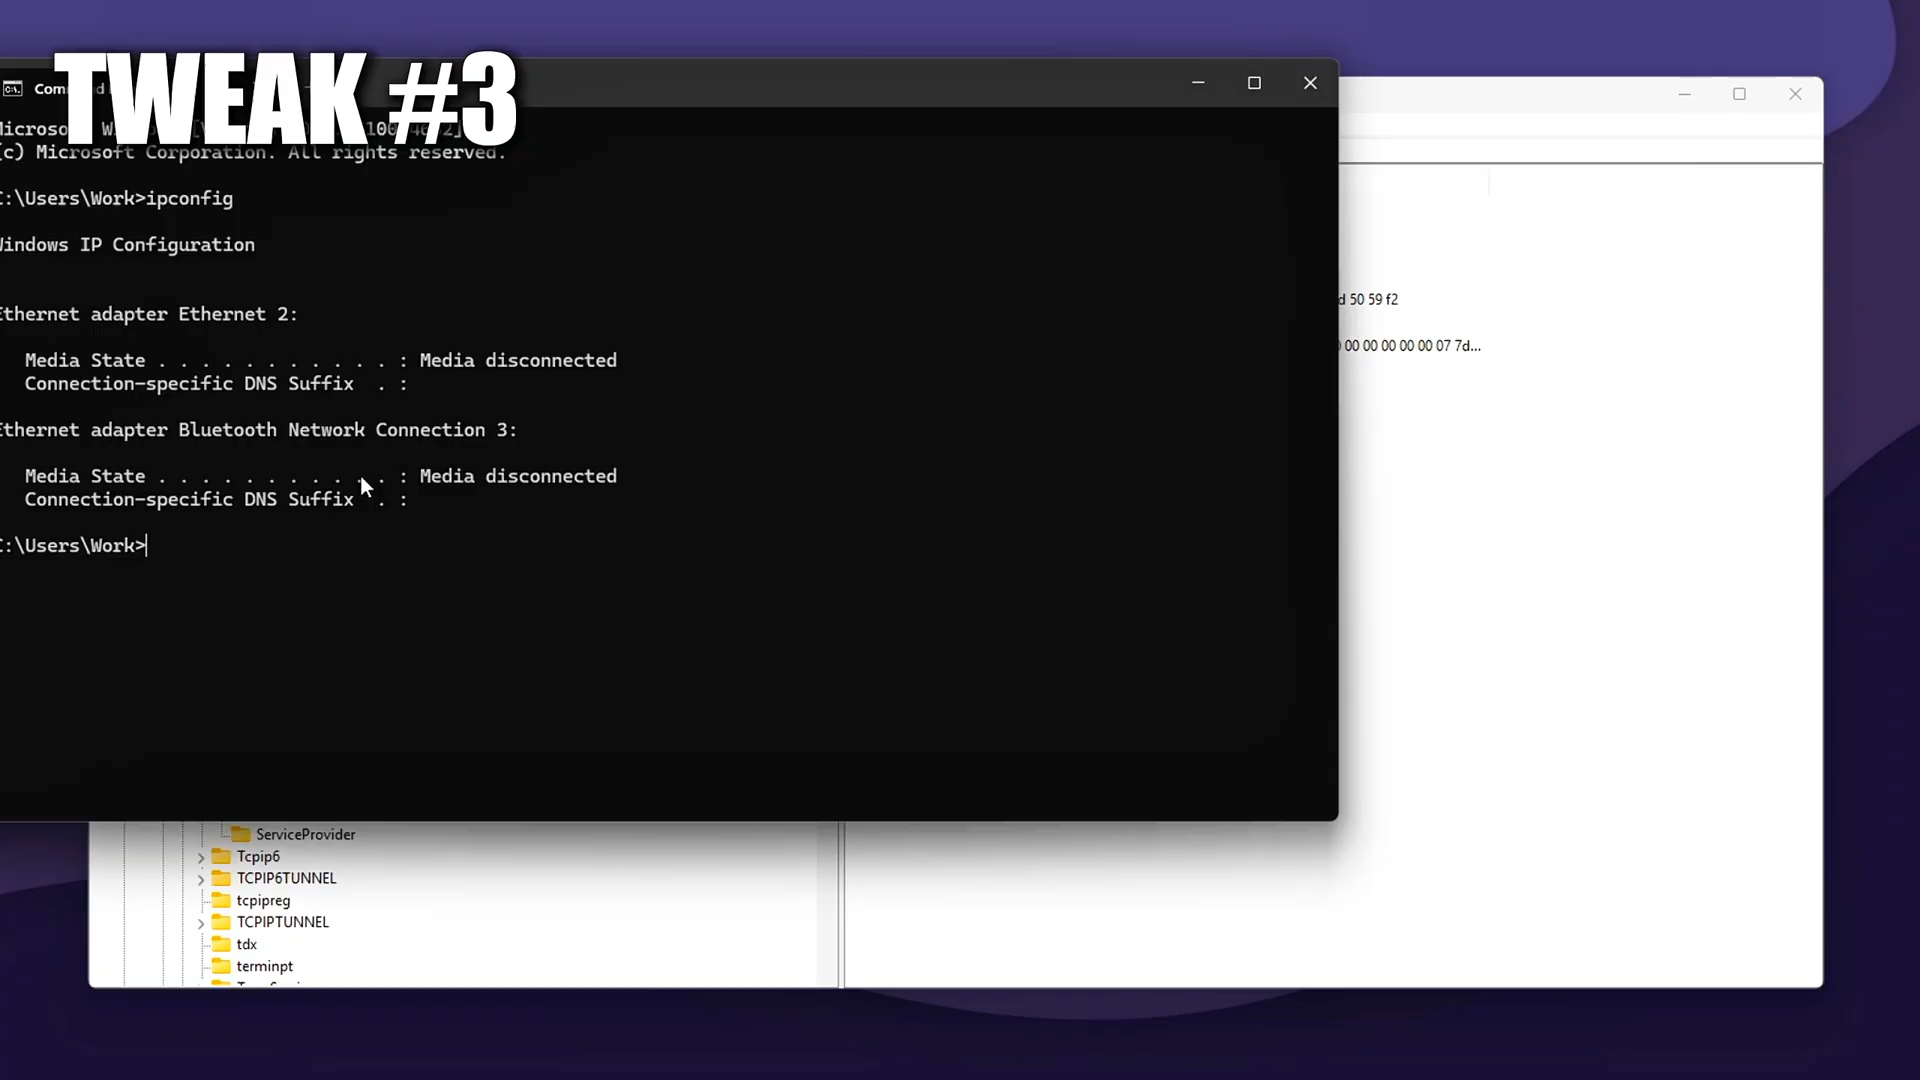 TWEAK #3
(c) Microsoft Corporation. All rights reserved.
C:\Users\Work>ipconfig
Windows IP Configuration
Ethernet adapter Ethernet 2:
Media State . . . . . . . . . . . : Media disconnected
Connection-specific DNS Suffix . :
Ethernet adapter Bluetooth Network Connection 3:
Media State . . . . . . . . . . . : Media disconnected
Connection-specific DNS Suffix . :
C:\Users\Work>
d 50 59 f2
00 00 00 00 00 07 7d...
ServiceProvider
Tcpip6
TCPIP6TUNNEL
tcpipreg
TCPIPTUNNEL
tdx
terminpt